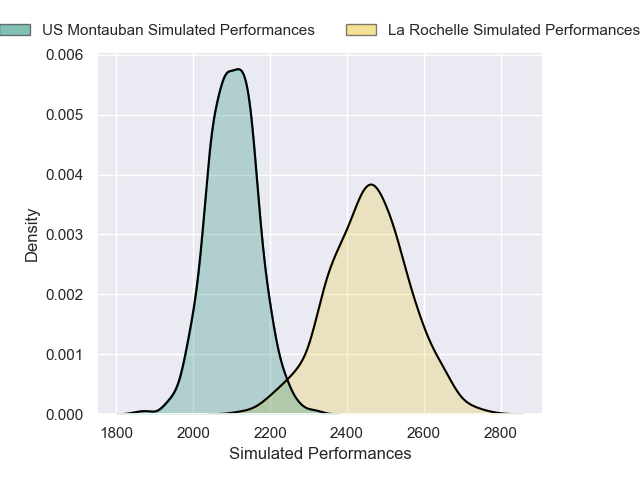 US Montauban Simulated Performances
La Rochelle Simulated Performances
0.006
0.005
0.004
0.003
0.002
0.001
0.000
Density
1800 2000 2200 2400 2600 2800
Simulated Performances